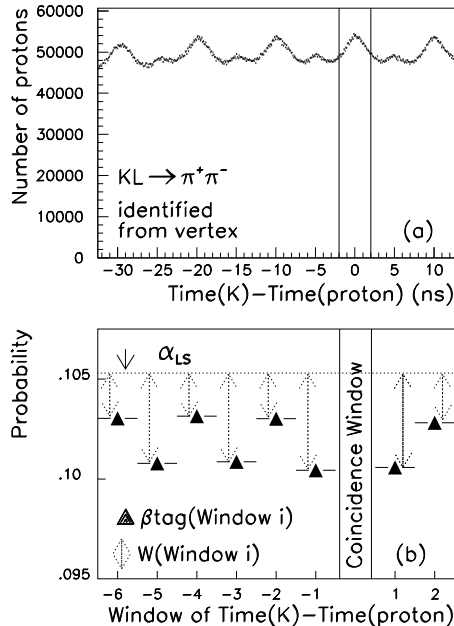 Number of protons
60000
50000
40000
30000
20000
10000
0
KL → π+π−
identified
from vertex
(a)
-30 -25 -20 -15 -10 -5 0 5 10
Time(K)−Time(proton) (ns)
Probability
αLS
.105
.10
.095
βtag(Window i)
W(Window i)
Coincidence Window
(b)
-6 -5 -4 -3 -2 -1 1 2
Window of Time(K)−Time(proton)